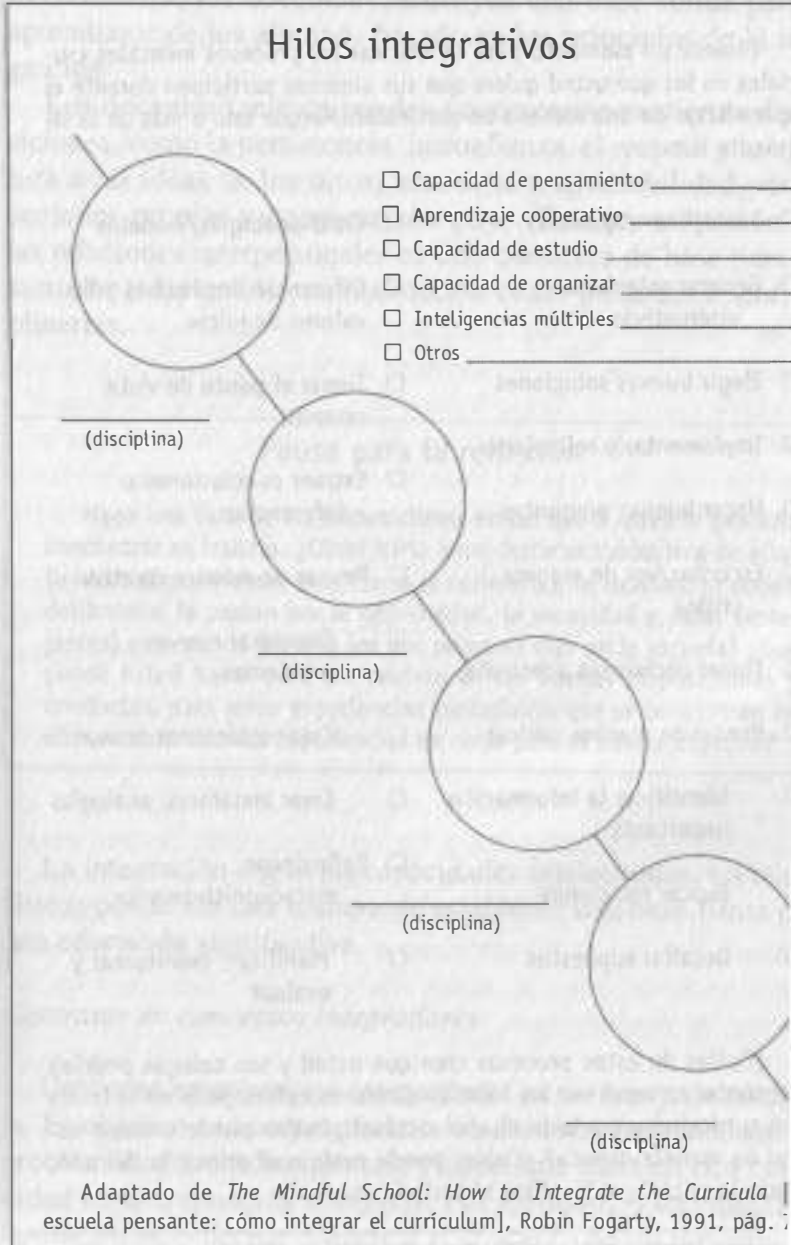 Hilos integrativos
☐ Capacidad de pensamiento
☐ Aprendizaje cooperativo
☐ Capacidad de estudio
☐ Capacidad de organizar
☐ Inteligencias múltiples
☐ Otros
(disciplina)
(disciplina)
(disciplina)
(disciplina)
Adaptado de The Mindful School: How to Integrate the Curricula
escuela pensante: cómo integrar el curriculum], Robin Fogarty, 1991, pág.